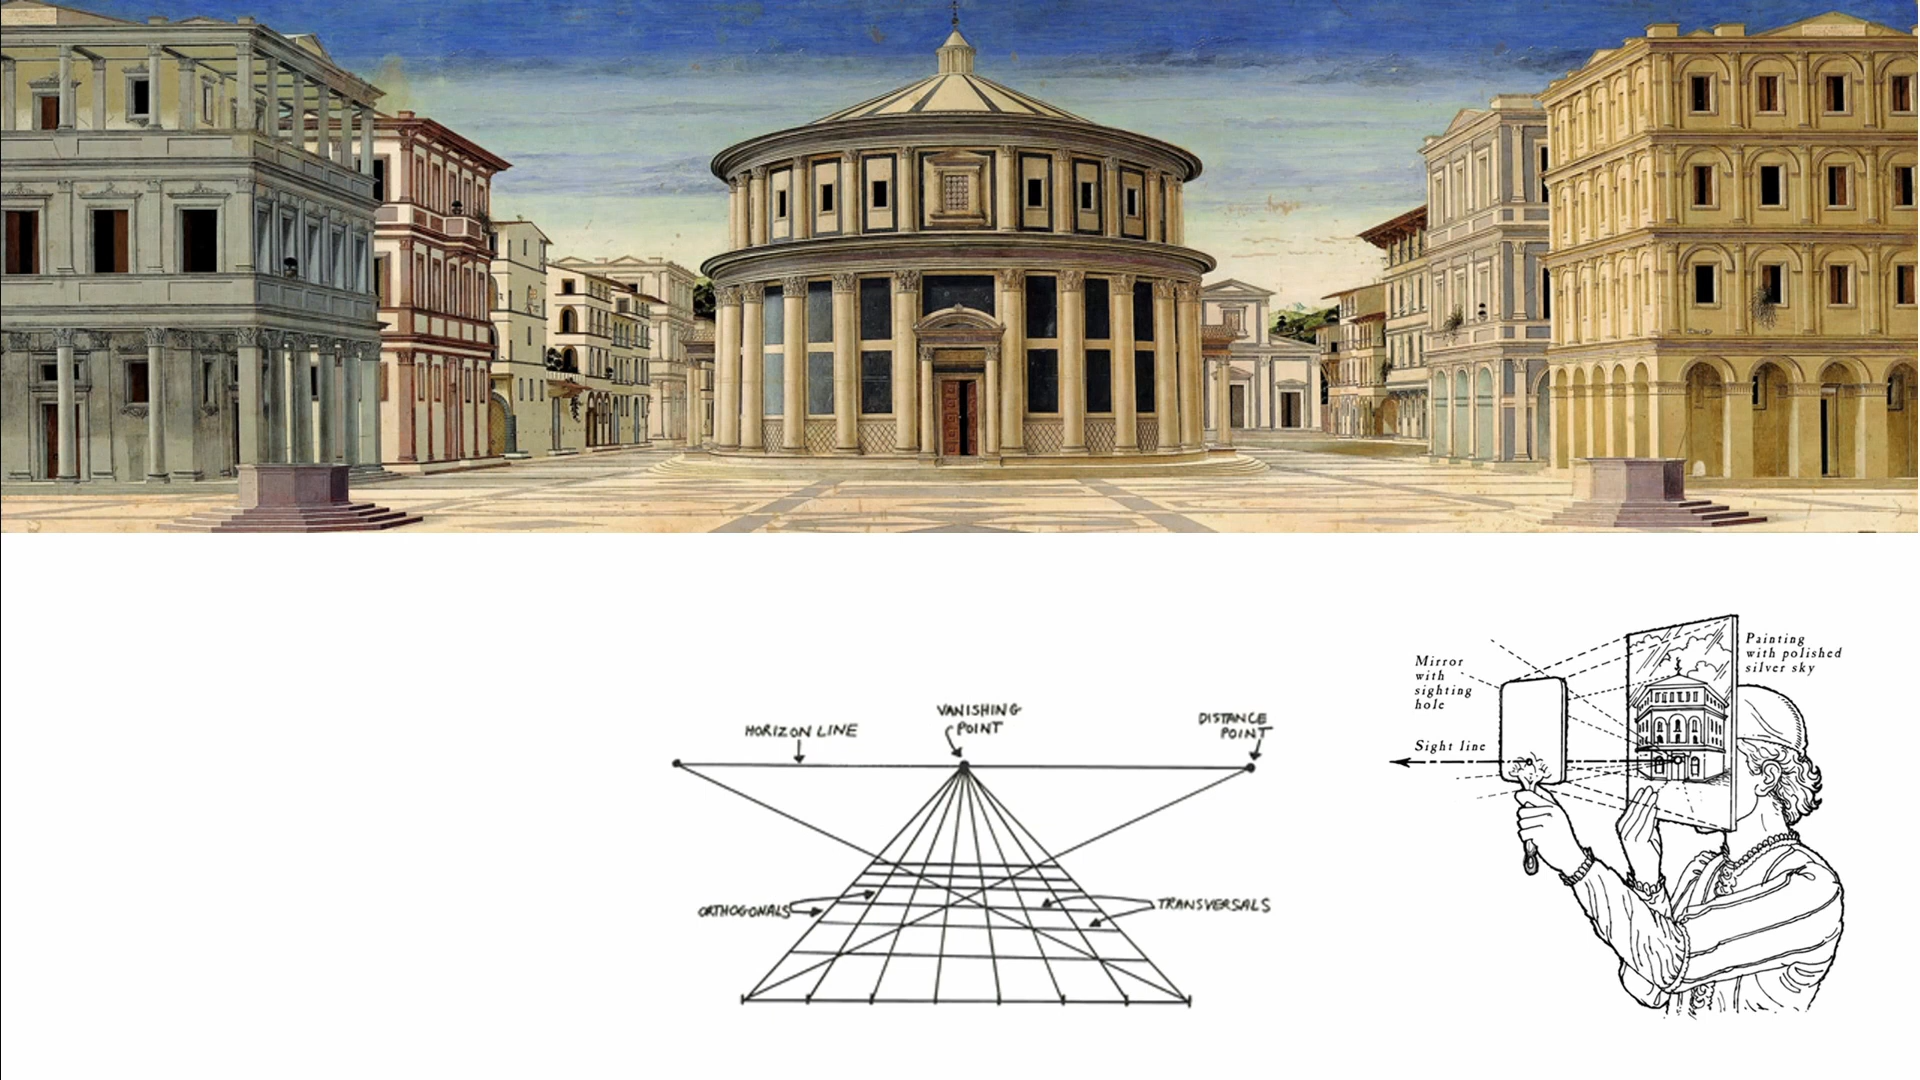 HORIZON LINE
VANISHING
POINT
DISTANCE
POINT
ORTHOGONALS
TRANSVERSALS
Mirror
with
sighting
hole
Sight line
Painting
with polished
silver sky